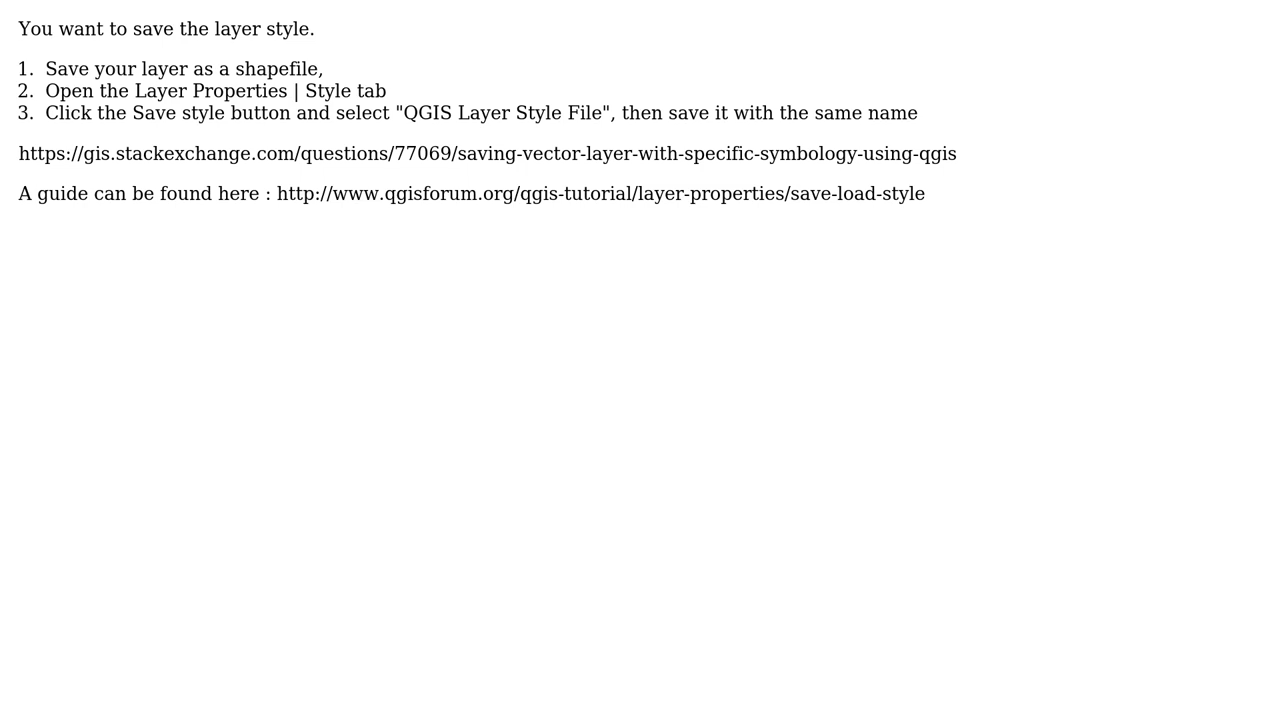 You want to save the layer style.
1. Save your layer as a shapefile,
2. Open the Layer Properties | Style tab
3. Click the Save style button and select "QGIS Layer Style File", then save it with the same name
https://gis.stackexchange.com/questions/77069/saving-vector-layer-with-specific-symbology-using-qgis
A guide can be found here : http://www.qgisforum.org/qgis-tutorial/layer-properties/save-load-style